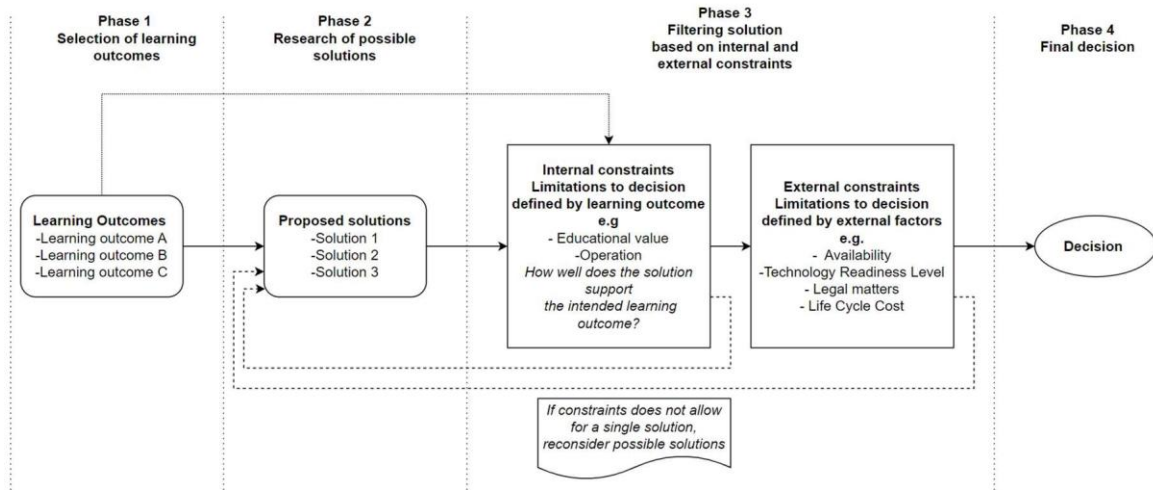 Phase 1
Selection of learning
outcomes
Phase 2
Research of possible
solutions
Phase 3
Filtering solution
based on internal and
external constraints
Phase 4
Final decision
Learning Outcomes
-Learning outcome A
-Learning outcome B
-Learning outcome C
Proposed solutions
-Solution 1
-Solution 2
-Solution 3
Internal constraints
Limitations to decision
defined by learning outcome
e.g
- Educational value
-Operation
How well does the solution
support
the intended learning
outcome?
External constraints
Limitations to decision
defined by external factors
e.g.
- Availability
-Technology Readiness Level
- Legal matters
- Life Cycle Cost
Decision
If constraints does not allow
for a single solution,
reconsider possible solutions